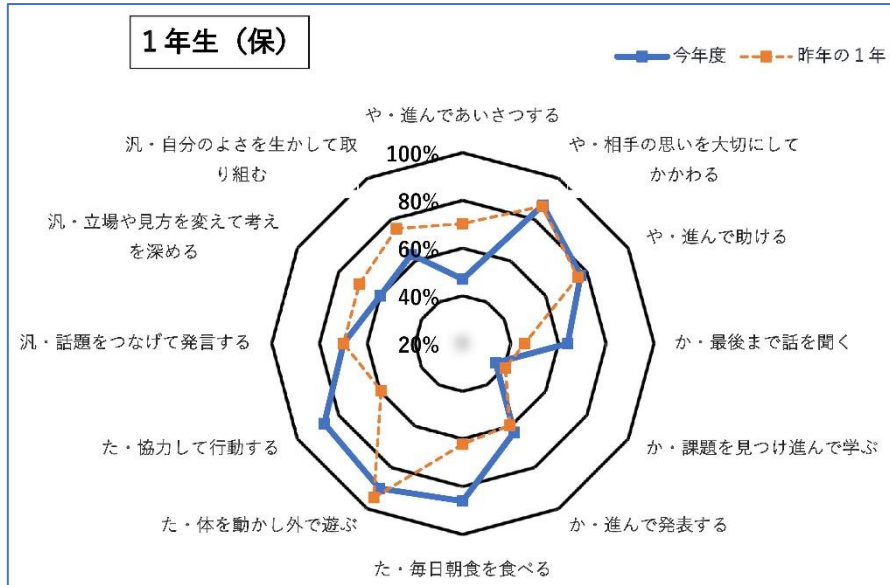 １年生（保）
今年度
昨年の１年
や・進んであいさつする
汎・自分のよさを生かして取
り組む
や・相手の思いを大切にして
かかわる
100%
80%
60%
40%
20%
汎・立場や見方を変えて考え
を深める
や・進んで助ける
汎・話題をつなげて発言する
か・最後まで話を聞く
た・協力して行動する
か・課題を見つけ進んで学ぶ
た・体を動かし外で遊ぶ
か・進んで発表する
た・毎日朝食を食べる